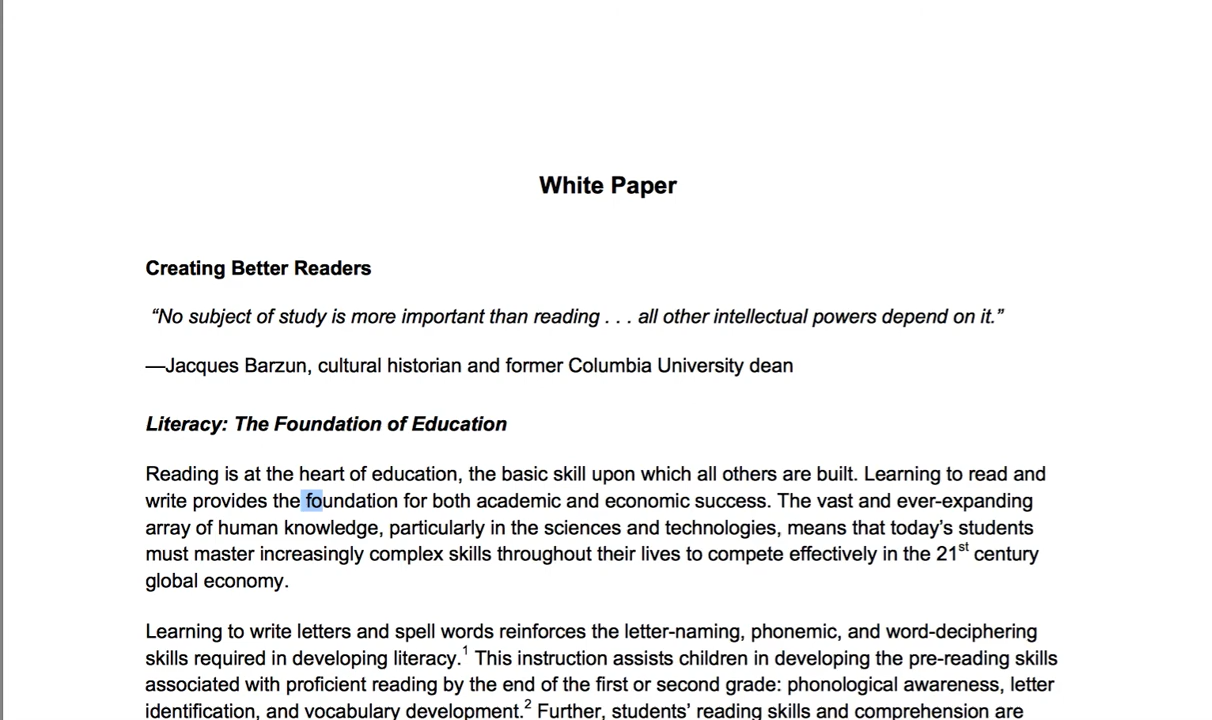 White Paper
Creating Better Readers
“No subject of study is more important than reading . . . all other intellectual powers depend on it.”
—Jacques Barzun, cultural historian and former Columbia University dean
Literacy: The Foundation of Education
Reading is at the heart of education, the basic skill upon which all others are built. Learning to read and
write provides the foundation for both academic and economic success. The vast and ever-expanding
array of human knowledge, particularly in the sciences and technologies, means that today’s students
must master increasingly complex skills throughout their lives to compete effectively in the 21st century
global economy.
Learning to write letters and spell words reinforces the letter-naming, phonemic, and word-deciphering
skills required in developing literacy.1 This instruction assists children in developing the pre-reading skills
associated with proficient reading by the end of the first or second grade: phonological awareness, letter
identification, and vocabulary development.2 Further, students’ reading skills and comprehension are